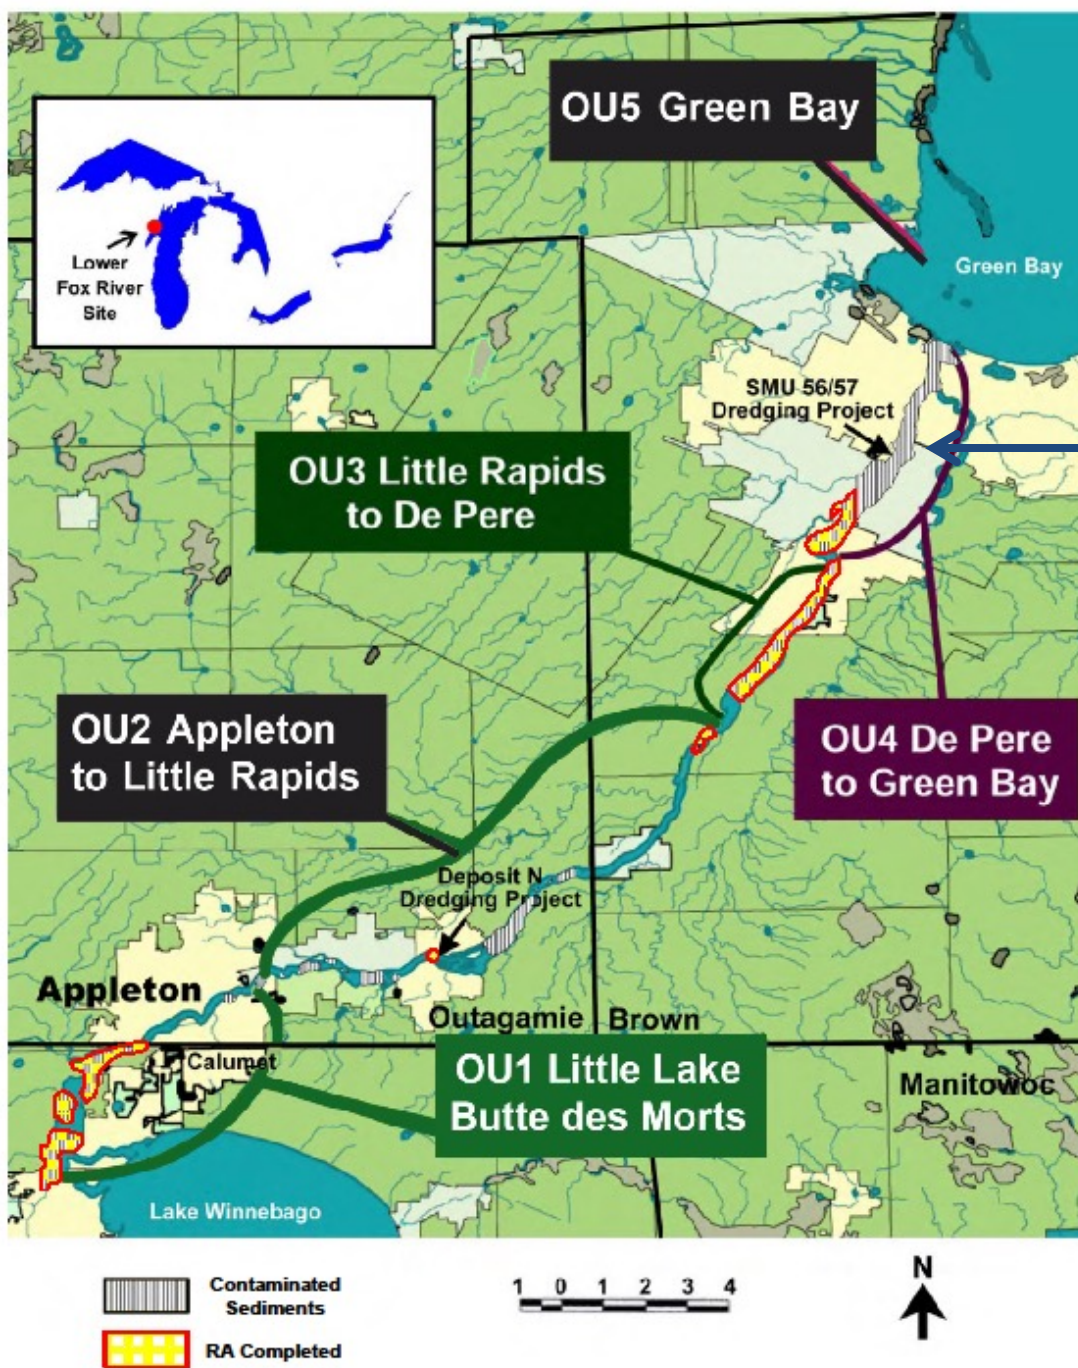 OU5 Green Bay
Lower
Fox River
Site
Green Bay
SMU 56/57
Dredging Project
OU3 Little Rapids
to De Pere
OU2 Appleton
to Little Rapids
OU4 De Pere
to Green Bay
Deposit N
Dredging Project
Appleton
Outagamie
Brown
Calumet
OU1 Little Lake
Butte des Morts
Manitowoc
Lake Winnebago
Contaminated
Sediments
RA Completed
1 0 1 2 3 4
N